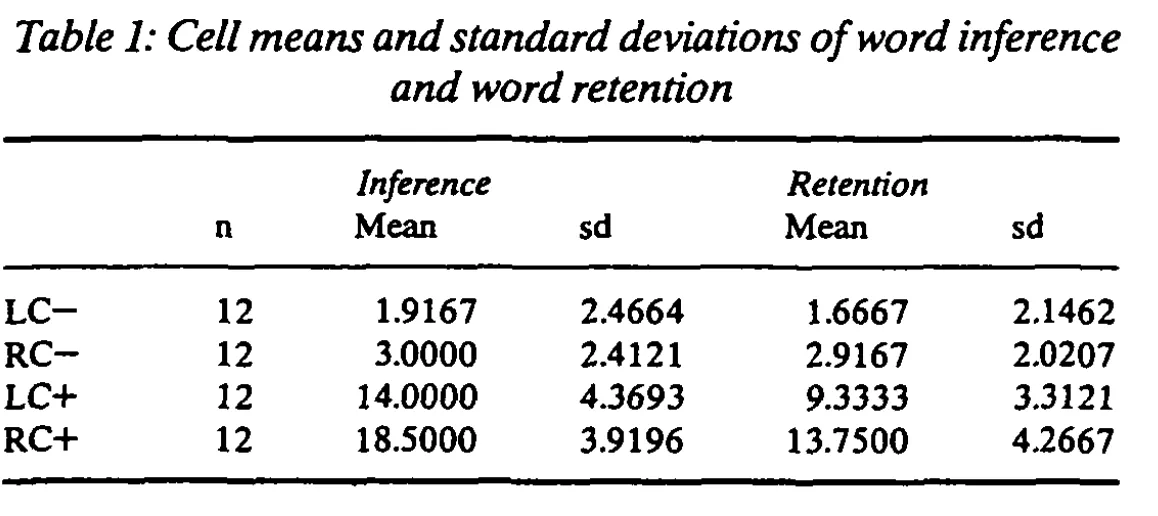 Table 1: Cell means and standard deviations of word inference
and word retention
Inference Retention
n Mean sd Mean sd
LC− 12 1.9167 2.4664 1.6667 2.1462
RC− 12 3.0000 2.4121 2.9167 2.0207
LC+ 12 14.0000 4.3693 9.3333 3.3121
RC+ 12 18.5000 3.9196 13.7500 4.2667